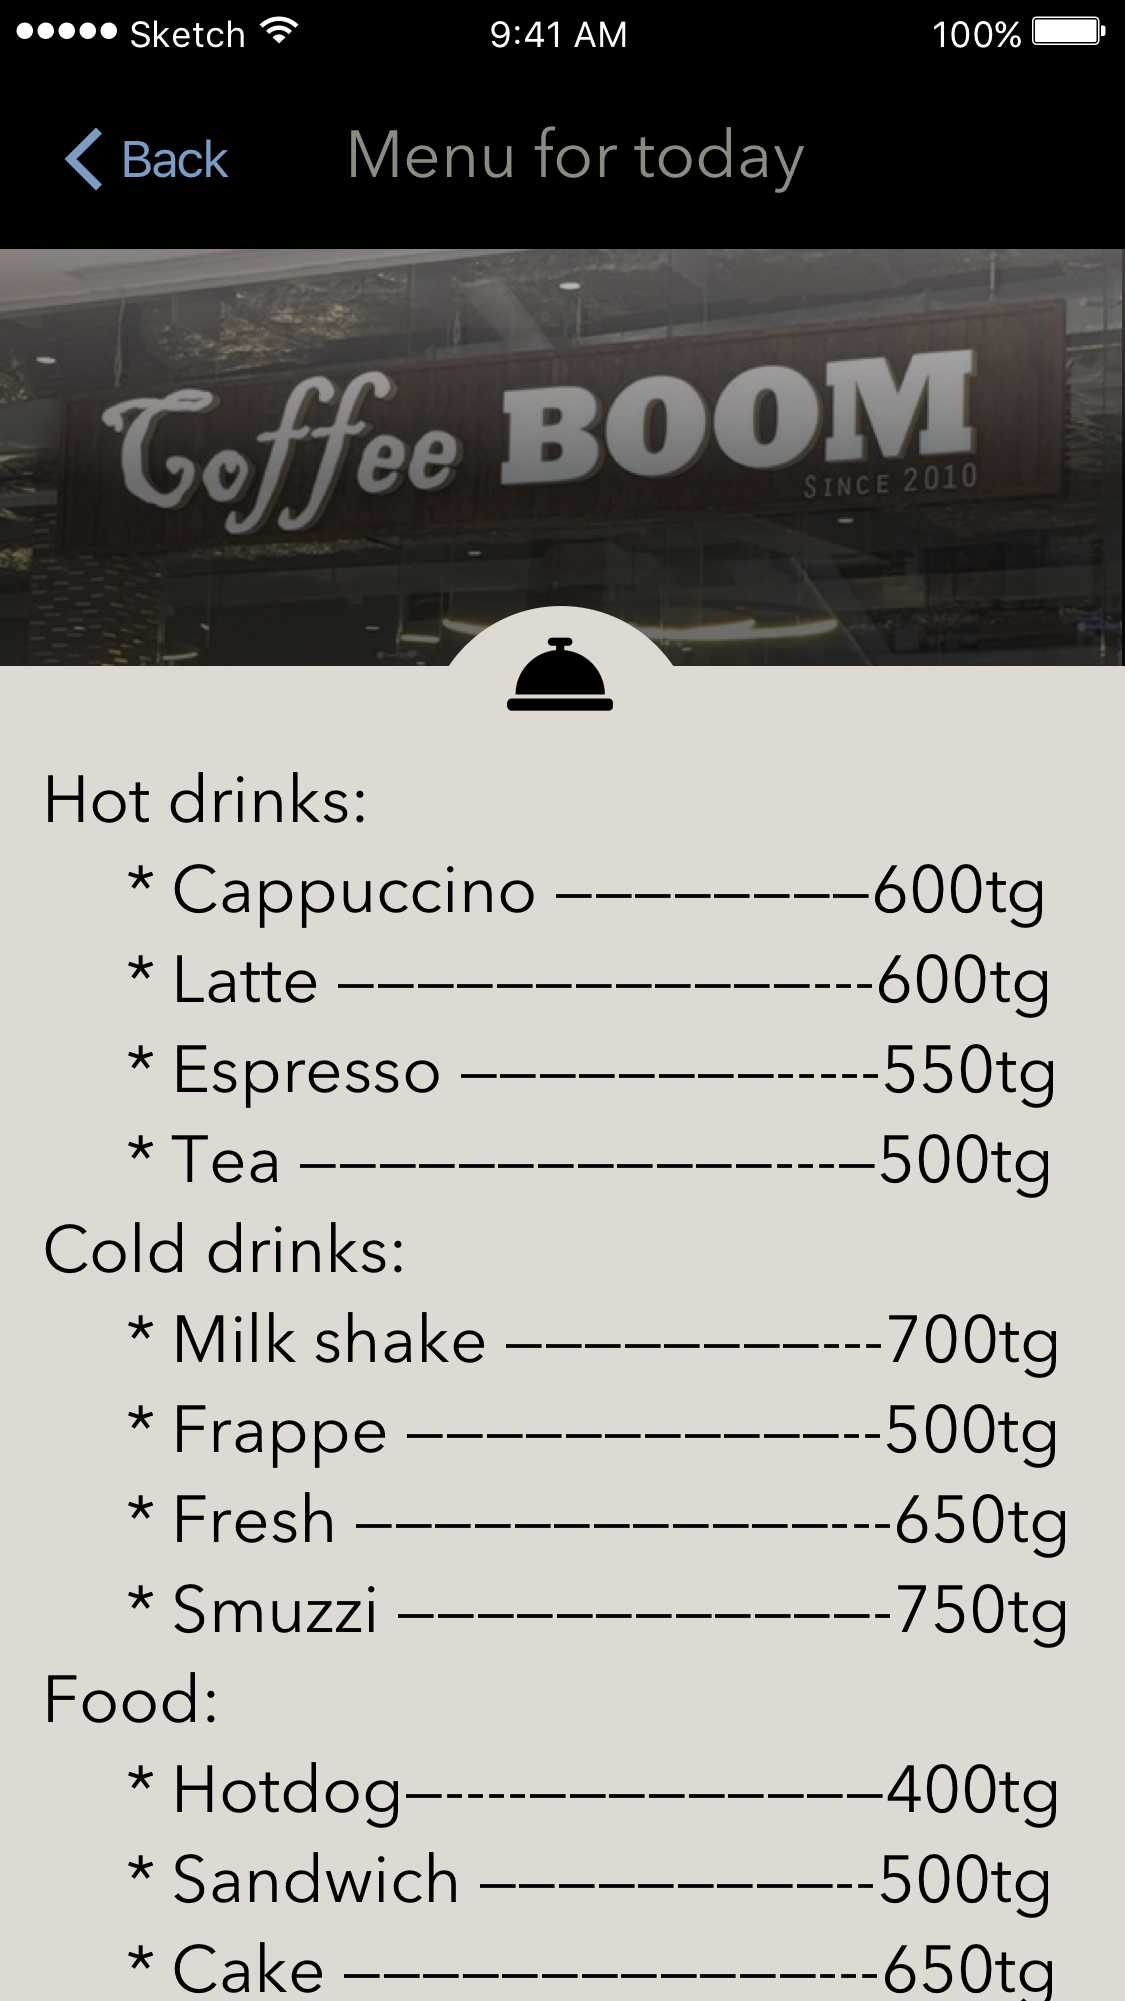 Sketch 9:41 AM 100%
Back Menu for today
Coffee BOOM
SINCE 2010
Hot drinks:
* Cappuccino ––––––––600tg
* Latte ––––––––––––---600tg
* Espresso ––––––––-----550tg
* Tea ––––––––––––----–500tg
Cold drinks:
* Milk shake ––––––––---700tg
* Frappe –––––––––––--500tg
* Fresh ––––––––––––---650tg
* Smuzzi ––––––––––––-750tg
Food:
* Hotdog–----–––––––––400tg
* Sandwich –––––––––--500tg
* Cake ––––––––––––---650tg